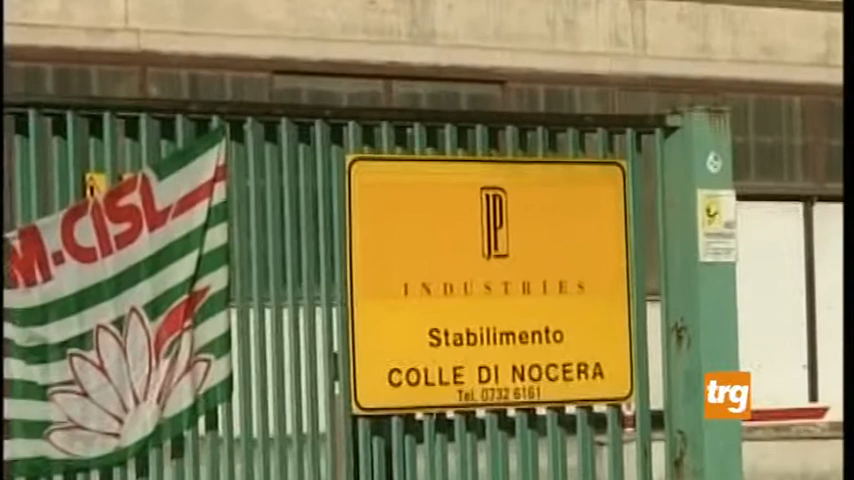 M-CISL
JP
INDUSTRIES
Stabilimento
COLLE DI NOCERA
Tel. 0732 6161
trg